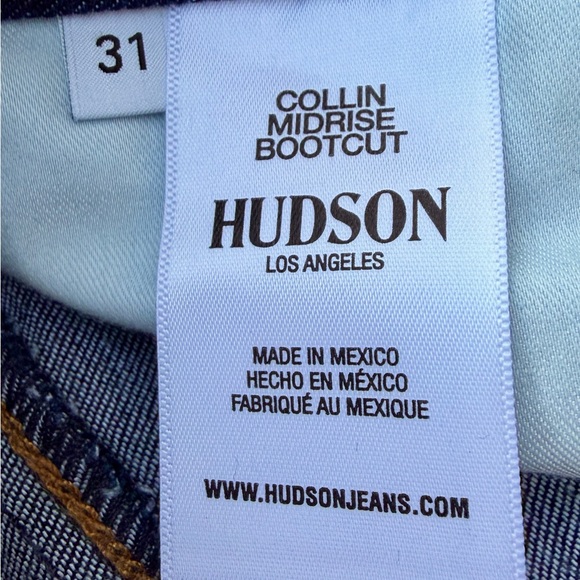 31
COLLIN
MIDRISE
BOOTCUT
HUDSON
LOS ANGELES
MADE IN MEXICO
HECHO EN MÉXICO
FABRIQUÉ AU MEXIQUE
WWW.HUDSONJEANS.COM